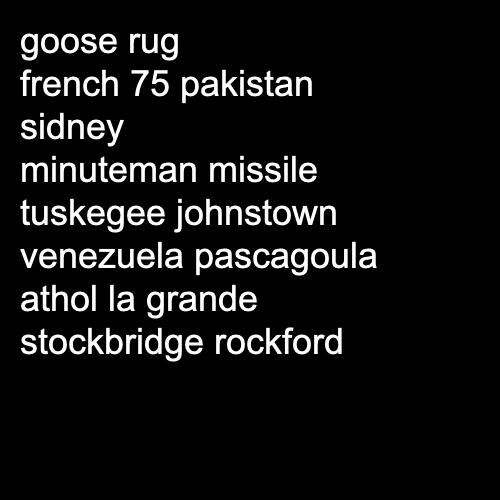 goose rug
french 75 pakistan
sidney
minuteman missile
tuskegee johnstown
venezuela pascagoula
athol la grande
stockbridge rockford